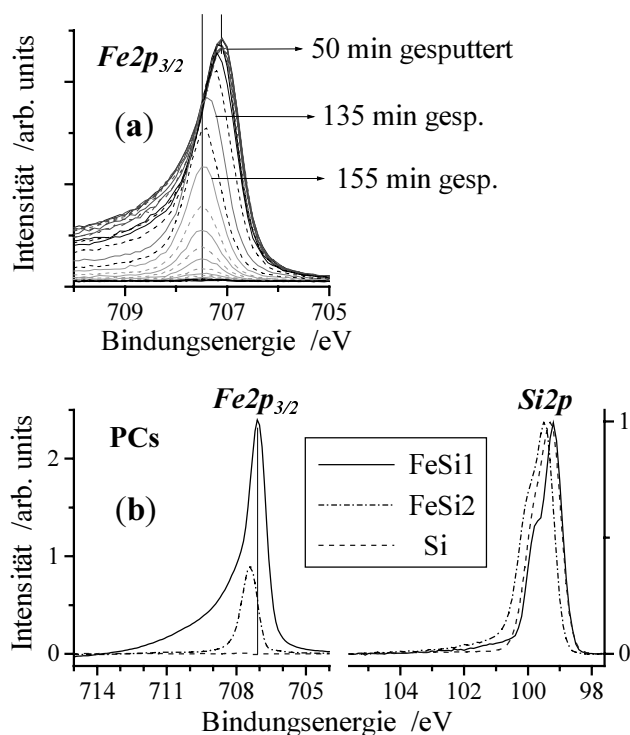 Fe2p3/2
(a)
50 min gesputtert
135 min gesp.
155 min gesp.
Intensität /arb. units
709 707 705
Bindungsenergie /eV
Fe2p3/2 Si2p
PCs
(b)
FeSi1
FeSi2
Si
Intensität /arb. units
2
1
0
1
0
714 711 708 706 704
104 102 100 98
Bindungsenergie /eV